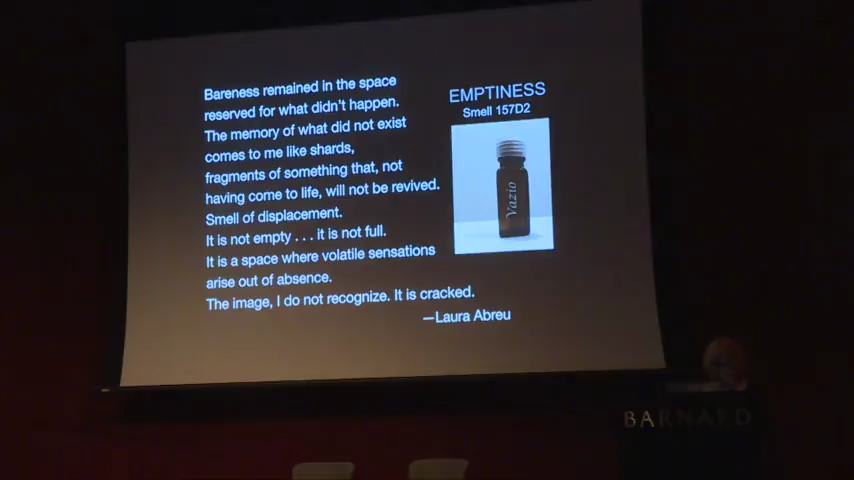 Bareness remained in the space
reserved for what didn't happen.
The memory of what did not exist
comes to me like shards,
fragments of something that, not
having come to life, will not be revived.
Smell of displacement.
It is not empty . . . it is not full.
It is a space where volatile sensations
arise out of absence.
The image, I do not recognize. It is cracked.
—Laura Abreu
EMPTINESS
Smell 157D2
Vazio
BARNARD